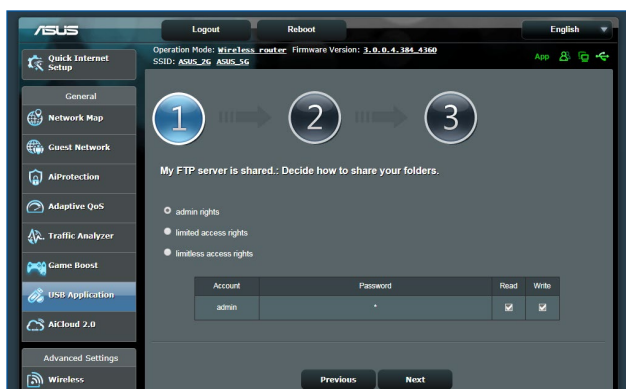 ASUS
Logout
Reboot
English
Operation Mode: Wireless router Firmware Version: 3.0.0.4.384_4360
SSID: ASUS_2G ASUS_5G
App
Quick Internet
Setup
General
Network Map
Guest Network
AiProtection
Adaptive QoS
Traffic Analyzer
Game Boost
USB Application
AiCloud 2.0
Advanced Settings
Wireless
1
2
3
My FTP server is shared.: Decide how to share your folders.
admin rights
limited access rights
limitless access rights
Account Password Read Write
admin *
Previous
Next